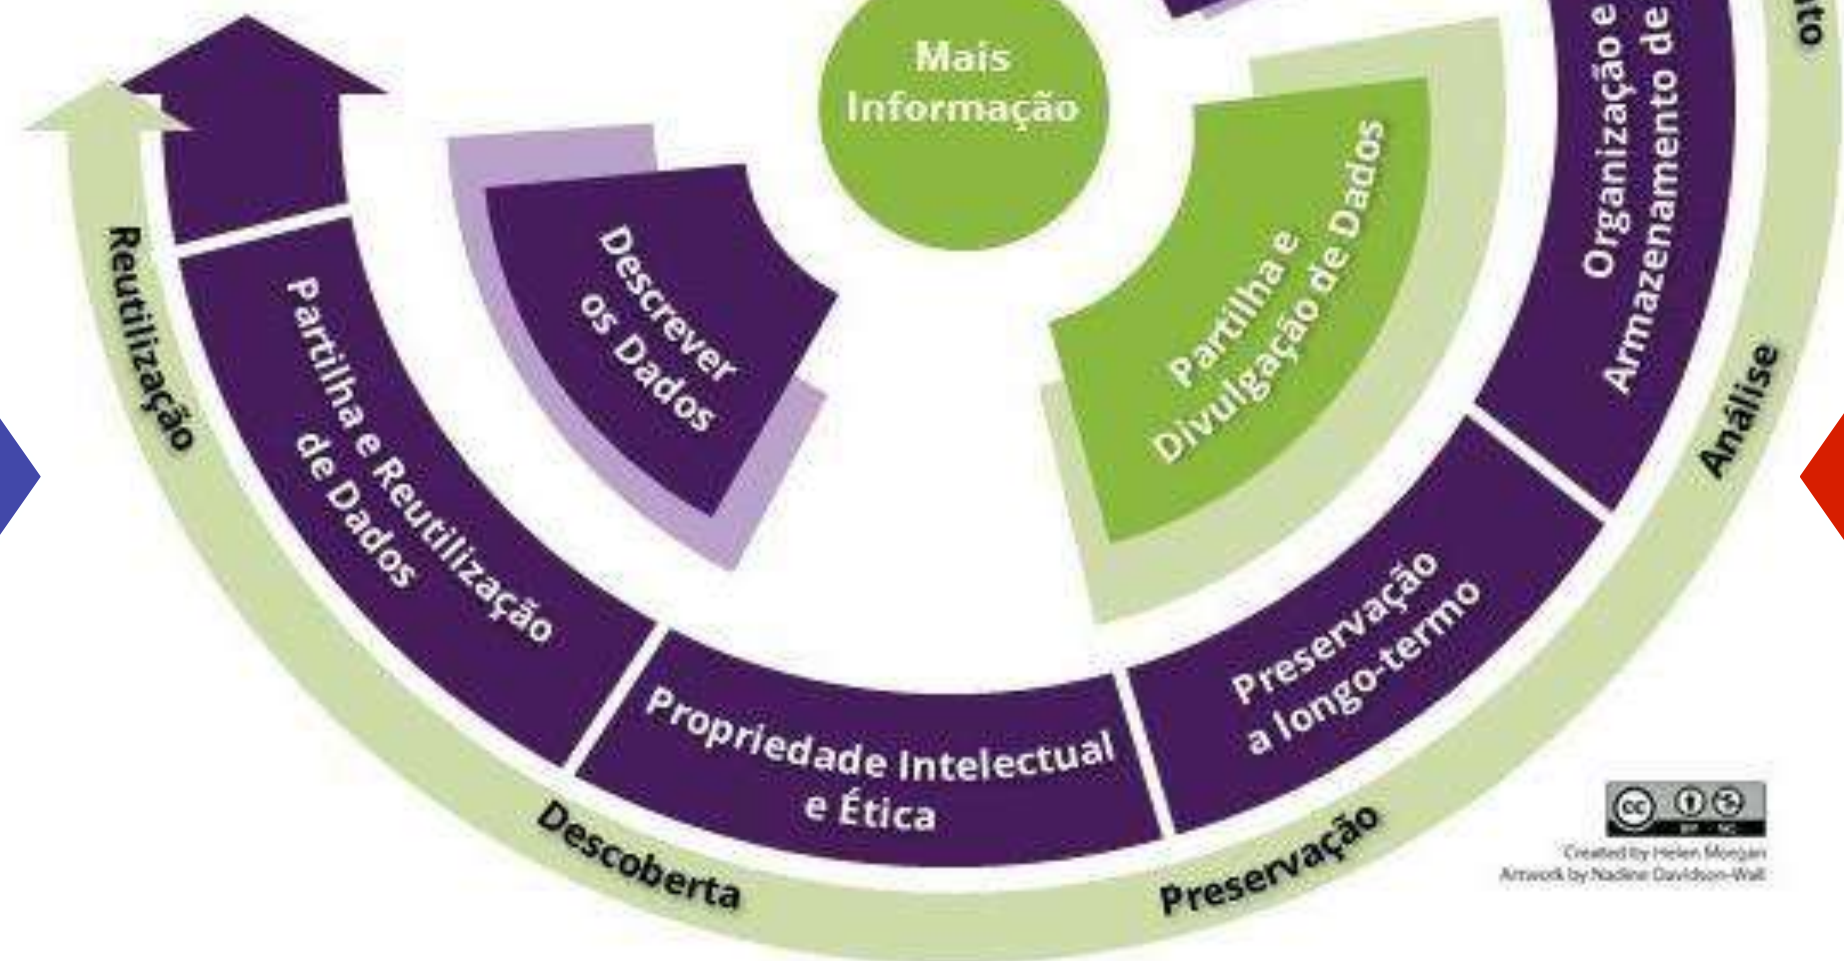 Mais
Informação
Organização e
Armazenamento de
Partilha e
Divulgação de Dados
Descrever
os Dados
Reutilização
Partilha e Reutilização
de Dados
Análise
Preservação
a longo-termo
Propriedade Intelectual
e Ética
Descoberta
Preservação
cc
Created by Helen Morgan
Artwork by Nadine Davidson-Wall